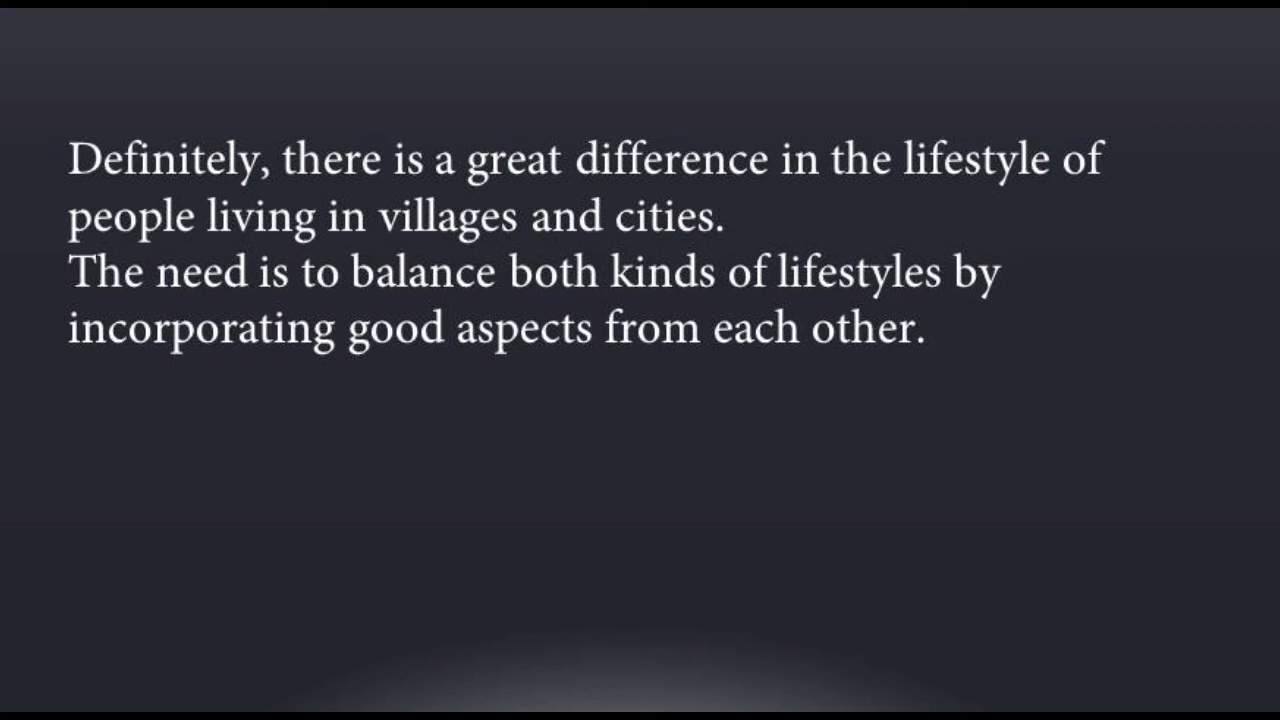 Definitely, there is a great difference in the lifestyle of
people living in villages and cities.
The need is to balance both kinds of lifestyles by
incorporating good aspects from each other.